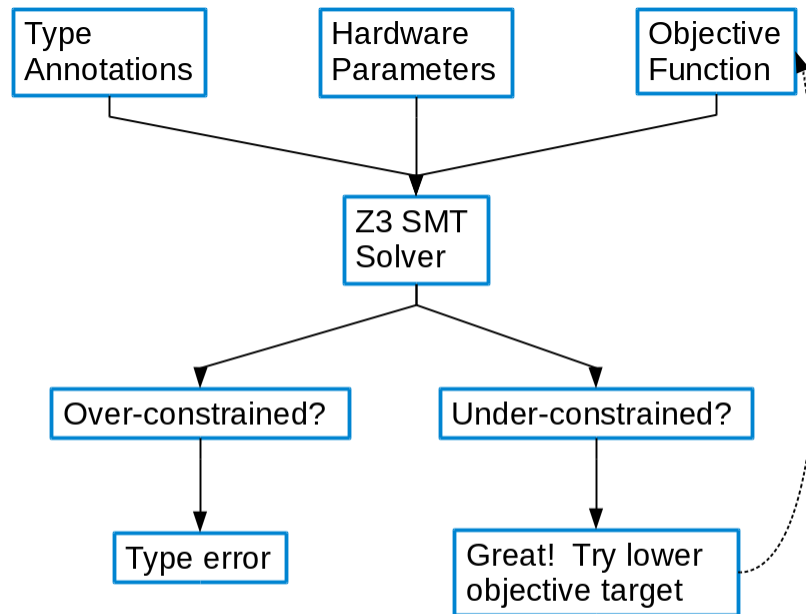 Type
Annotations
Hardware
Parameters
Objective
Function
Z3 SMT
Solver
Over-constrained?
Under-constrained?
Type error
Great!  Try lower
objective target